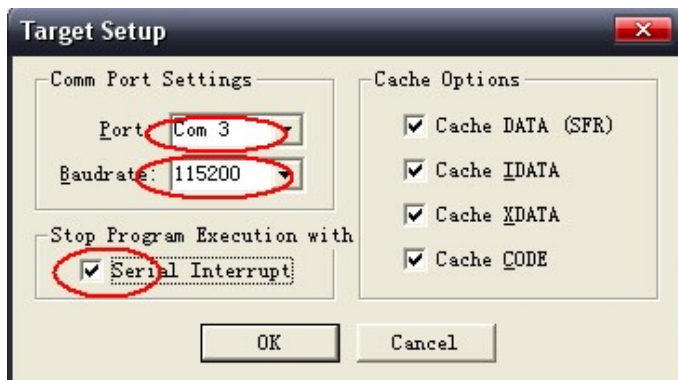 Target Setup
Comm Port Settings
Port: Com 3
Baudrate: 115200
Stop Program Execution with
Serial Interrupt
Cache Options
Cache DATA (SFR)
Cache IDATA
Cache XDATA
Cache CODE
OK
Cancel